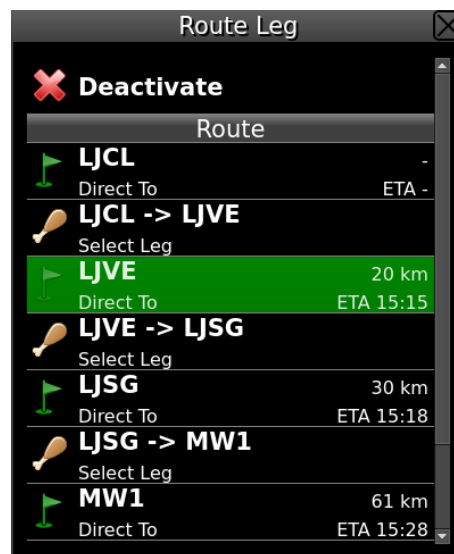 Route Leg
Deactivate
Route
LJCL -
Direct To ETA -
LJCL -> LJVE
Select Leg
LJVE 20 km
Direct To ETA 15:15
LJVE -> LJSG
Select Leg
LJSG 30 km
Direct To ETA 15:18
LJSG -> MW1
Select Leg
MW1 61 km
Direct To ETA 15:28